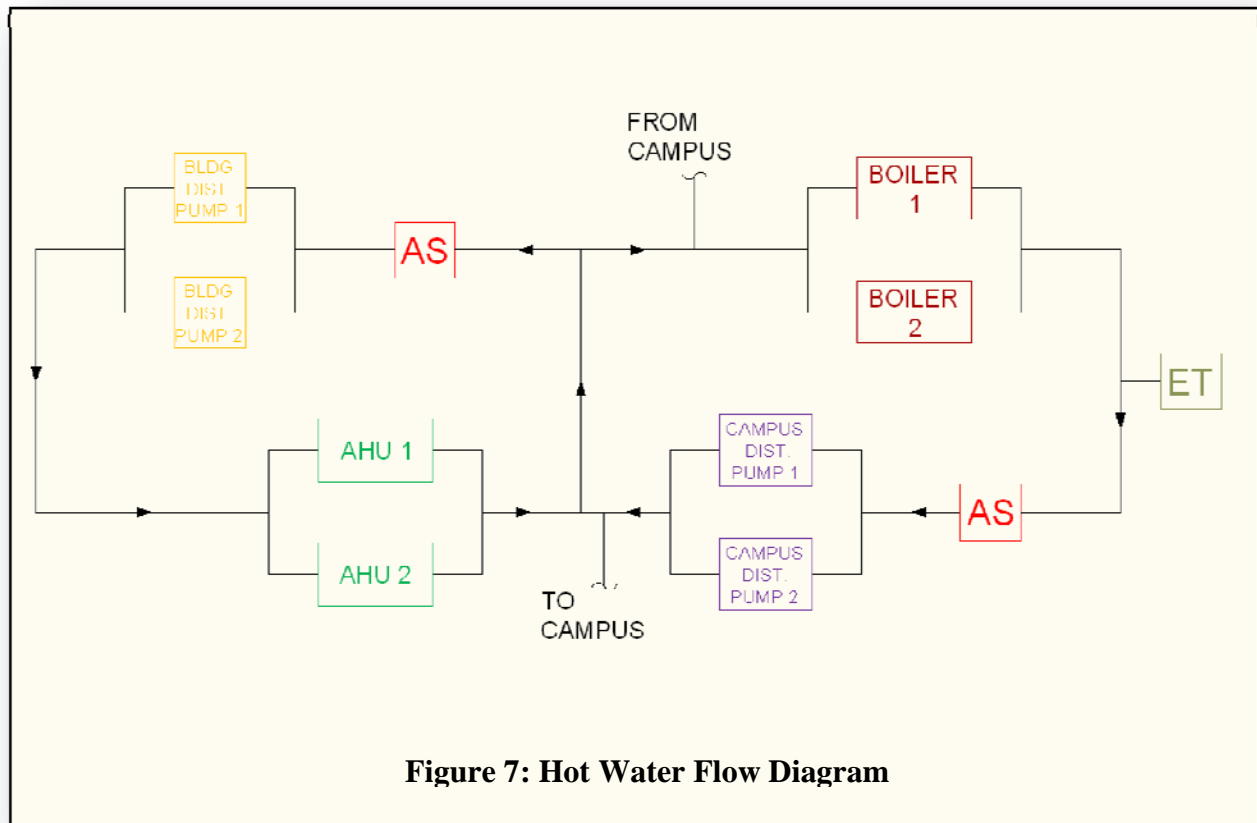 FROM
CAMPUS
BLDG
DIST.
PUMP 1
BOILER
1
AS
BLDG
DIST.
PUMP 2
BOILER
2
ET
AHU 1
CAMPUS
DIST.
PUMP 1
AS
AHU 2
CAMPUS
DIST.
PUMP 2
TO
CAMPUS
Figure 7: Hot Water Flow Diagram